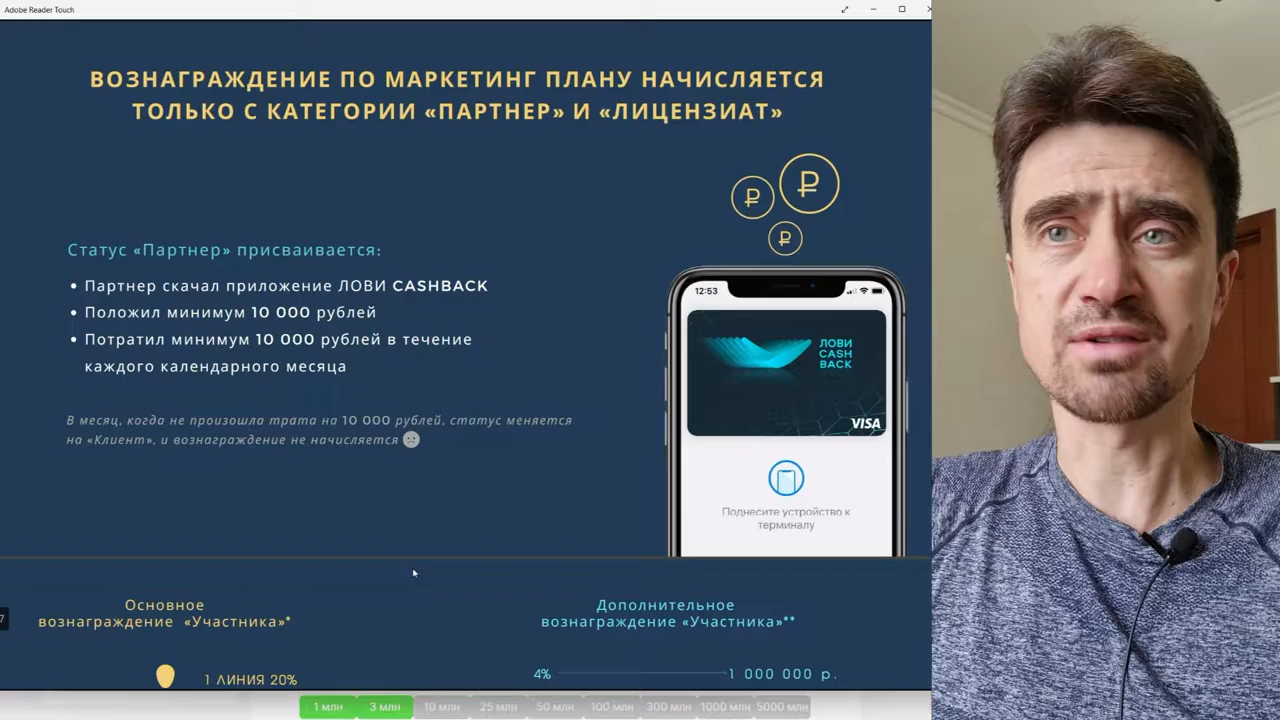 Adobe Reader Touch
ВОЗНАГРАЖДЕНИЕ ПО МАРКЕТИНГ ПЛАНУ НАЧИСЛЯЕТСЯ
ТОЛЬКО С КАТЕГОРИИ «ПАРТНЕР» И «ЛИЦЕНЗИАТ»
Статус «Партнер» присваивается:
• Партнер скачал приложение ЛОВИ CASHBACK
• Положил минимум 10 000 рублей
• Потратил минимум 10 000 рублей в течение
каждого календарного месяца
В месяц, когда не произошла трата на 10 000 рублей, статус меняется
на «Клиент», и вознаграждение не начисляется
₽
₽
₽
12:53
ЛОВИ
CASH
BACK
VISA
Поднесите устройство к
терминалу
7
Основное
вознаграждение «Участника»*
1 ЛИНИЯ 20%
Дополнительное
вознаграждение «Участника»**
4% 1 000 000 р.
1 млн 3 млн 10 млн 25 млн 50 млн 100 млн 300 млн 1000 млн 5000 млн